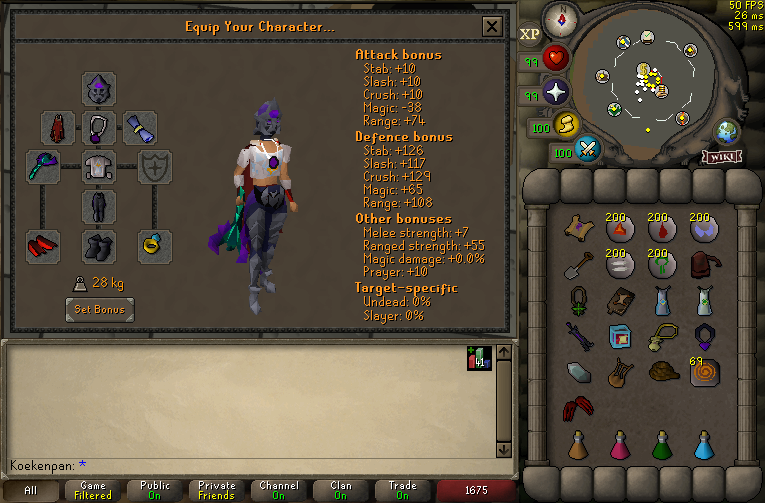 Equip Your Character...
Attack bonus
Stab: +10
Slash: +10
Crush: +10
Magic: -38
Range: +74
Defence bonus
Stab: +126
Slash: +117
Crush: +129
Magic: +65
Range: +108
Other bonuses
Melee strength: +7
Ranged strength: +55
Magic damage: +0.0%
Prayer: +10
Target-specific
Undead: 0%
Slayer: 0%
28 kg
Set Bonus
41
Koekenpan: *
All
Game
Filtered
Public
On
Private
Friends
Channel
On
Clan
On
Trade
On
1675
50 FPS
26 ms
599 ms
N
XP
99
99
100
100
WIKI
200
200
200
200
200
69